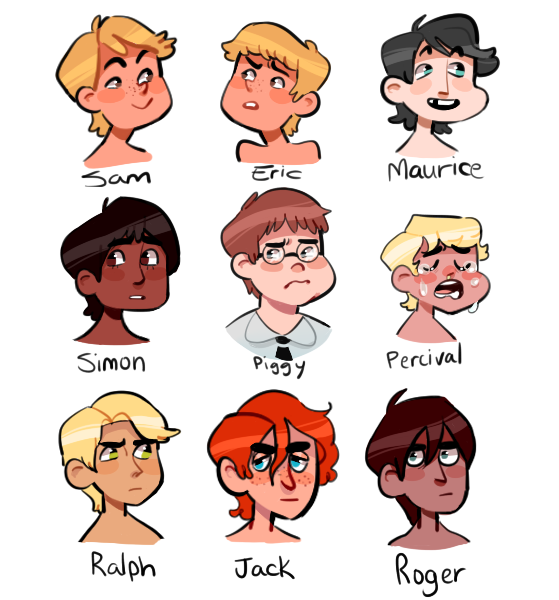 Sam
Eric
Maurice
Simon
Piggy
Percival
Ralph
Jack
Roger